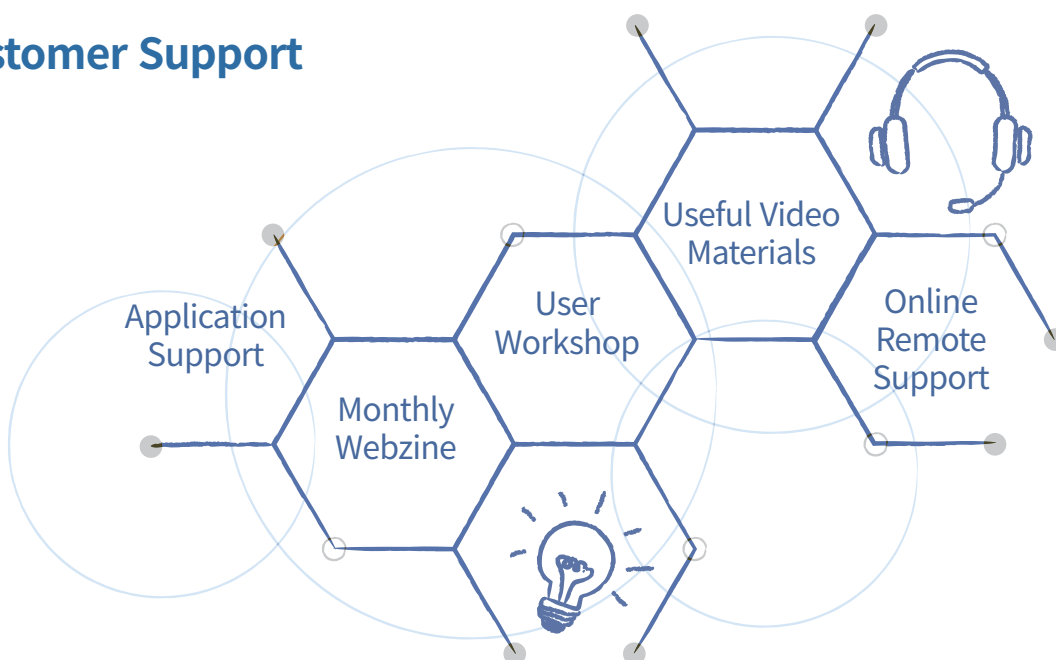 stomer Support
Useful Video
Materials
Application
Support
User
Workshop
Online
Remote
Support
Monthly
Webzine